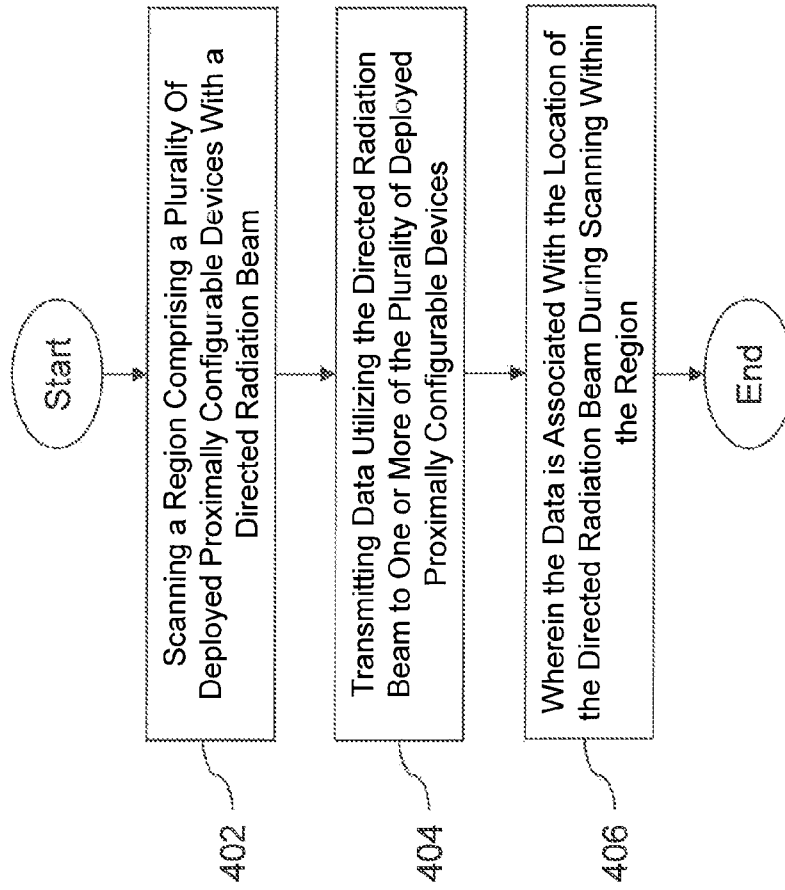 Start
Scanning a Region Comprising a Plurality Of
Deployed Proximally Configurable Devices With a
Directed Radiation Beam
402
Transmitting Data Utilizing the Directed Radiation
Beam to One or More of the Plurality of Deployed
Proximally Configurable Devices
404
Wherein the Data is Associated With the Location of
the Directed Radiation Beam During Scanning Within
the Region
406
End